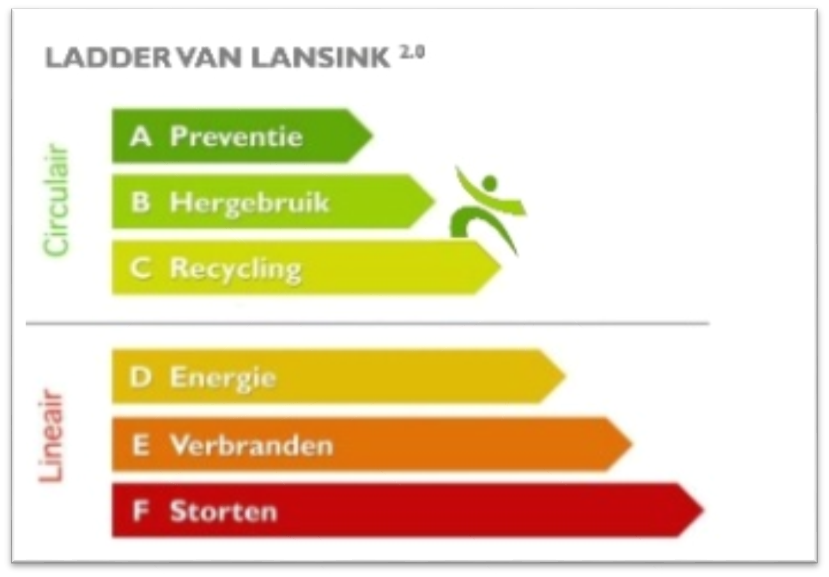 LADDER VAN LANSINK 2.0
Circulair
A Preventie
B Hergebruik
C Recycling
Lineair
D Energie
E Verbranden
F Storten